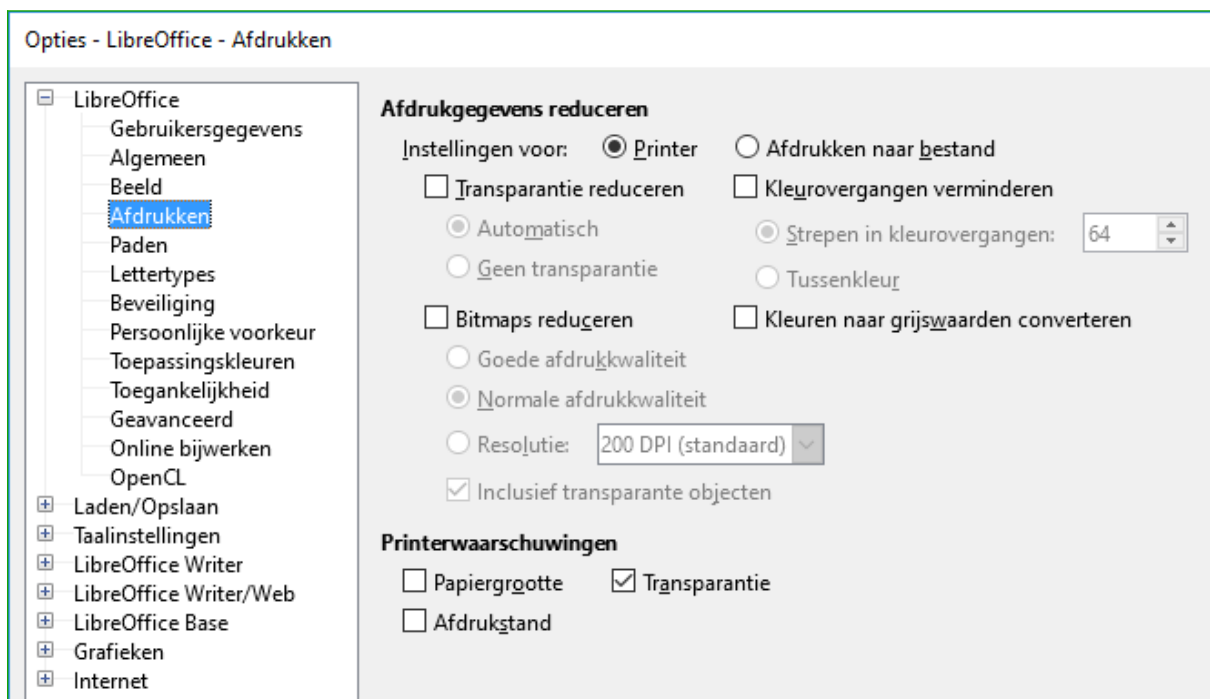 Opties - LibreOffice - Afdrukken
LibreOffice
Gebruikersgegevens
Algemeen
Beeld
Afdrukken
Paden
Lettertypes
Beveiliging
Persoonlijke voorkeur
Toepassingskleuren
Toegankelijkheid
Geavanceerd
Online bijwerken
OpenCL
Laden/Opslaan
Taalinstellingen
LibreOffice Writer
LibreOffice Writer/Web
LibreOffice Base
Grafieken
Internet
Afdrukgegevens reduceren
Instellingen voor: Printer Afdrukken naar bestand
Transparantie reduceren Kleurovergangen verminderen
Automatisch Strepen in kleurovergangen: 64
Geen transparantie Tussenkleur
Bitmaps reduceren Kleuren naar grijswaarden converteren
Goede afdrukkwaliteit
Normale afdrukkwaliteit
Resolutie: 200 DPI (standaard)
Inclusief transparante objecten
Printerwaarschuwingen
Papiergrootte Transparantie
Afdrukstand